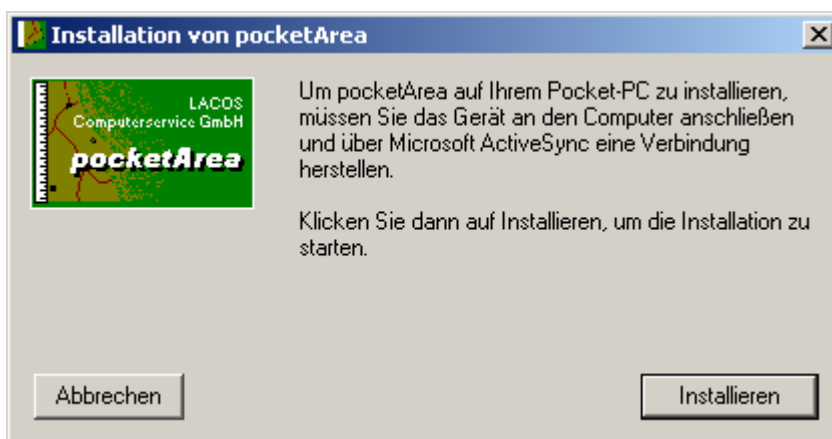 Installation von pocketArea
LACOS
Computerservice GmbH
pocketArea
Um pocketArea auf Ihrem Pocket-PC zu installieren,
müssen Sie das Gerät an den Computer anschließen
und über Microsoft ActiveSync eine Verbindung
herstellen.
Klicken Sie dann auf Installieren, um die Installation zu
starten.
Abbrechen
Installieren